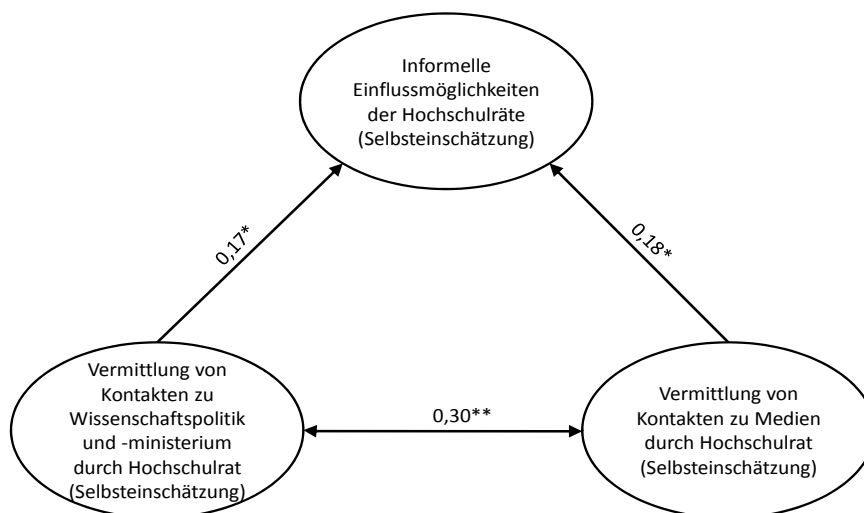 Informelle
Einflussmöglichkeiten
der Hochschulräte
(Selbsteinschätzung)
0,17*
0,18*
Vermittlung von
Kontakten zu
Wissenschaftspolitik
und -ministerium
durch Hochschulrat
(Selbsteinschätzung)
0,30**
Vermittlung von
Kontakten zu Medien
durch Hochschulrat
(Selbsteinschätzung)